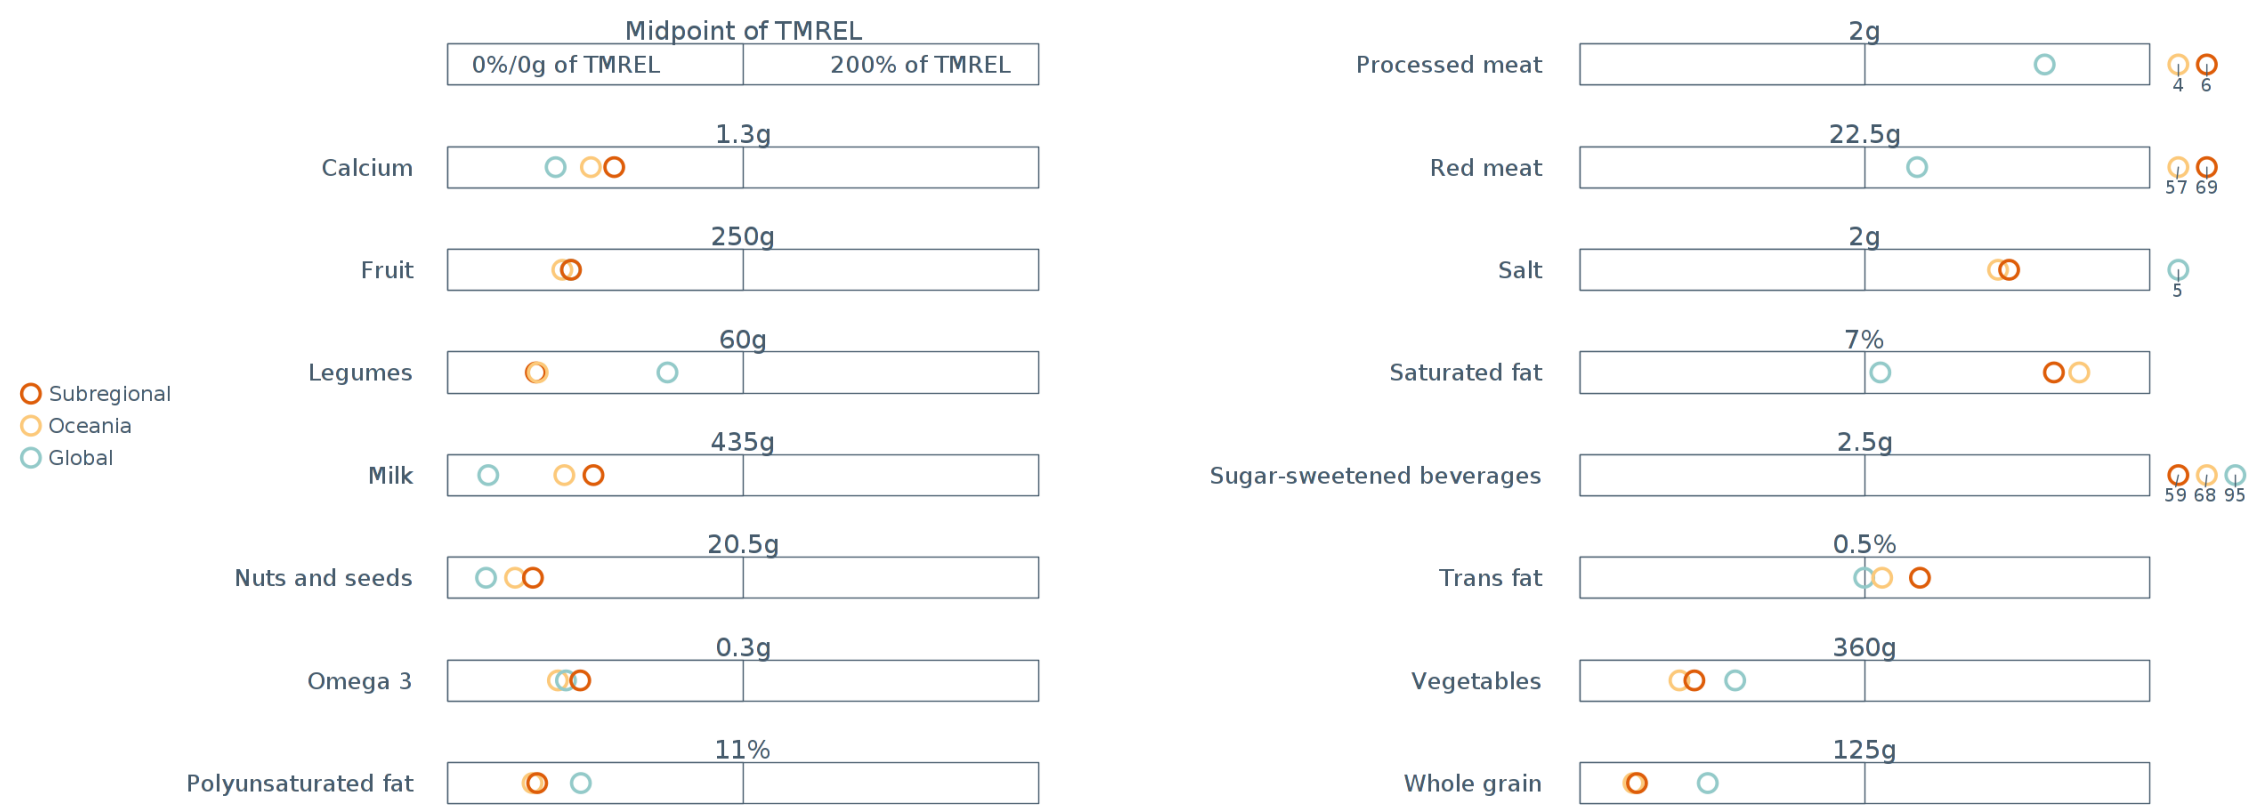 Midpoint of TMREL
0%/0g of TMREL 200% of TMREL
1.3g
Calcium
250g
Fruit
60g
Legumes
435g
Milk
20.5g
Nuts and seeds
0.3g
Omega 3
11%
Polyunsaturated fat
Subregional
Oceania
Global
2g
Processed meat
4 6
22.5g
Red meat
57 69
2g
Salt
5
7%
Saturated fat
2.5g
Sugar-sweetened beverages
59 68 95
0.5%
Trans fat
360g
Vegetables
125g
Whole grain